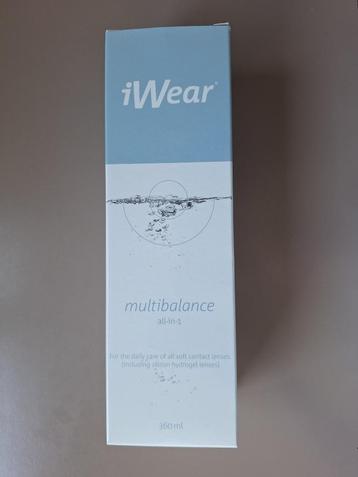 iWear®
multibalance
all-in-1
For the daily care of all soft contact lenses
(including silicon hydrogel lenses)
360 ml